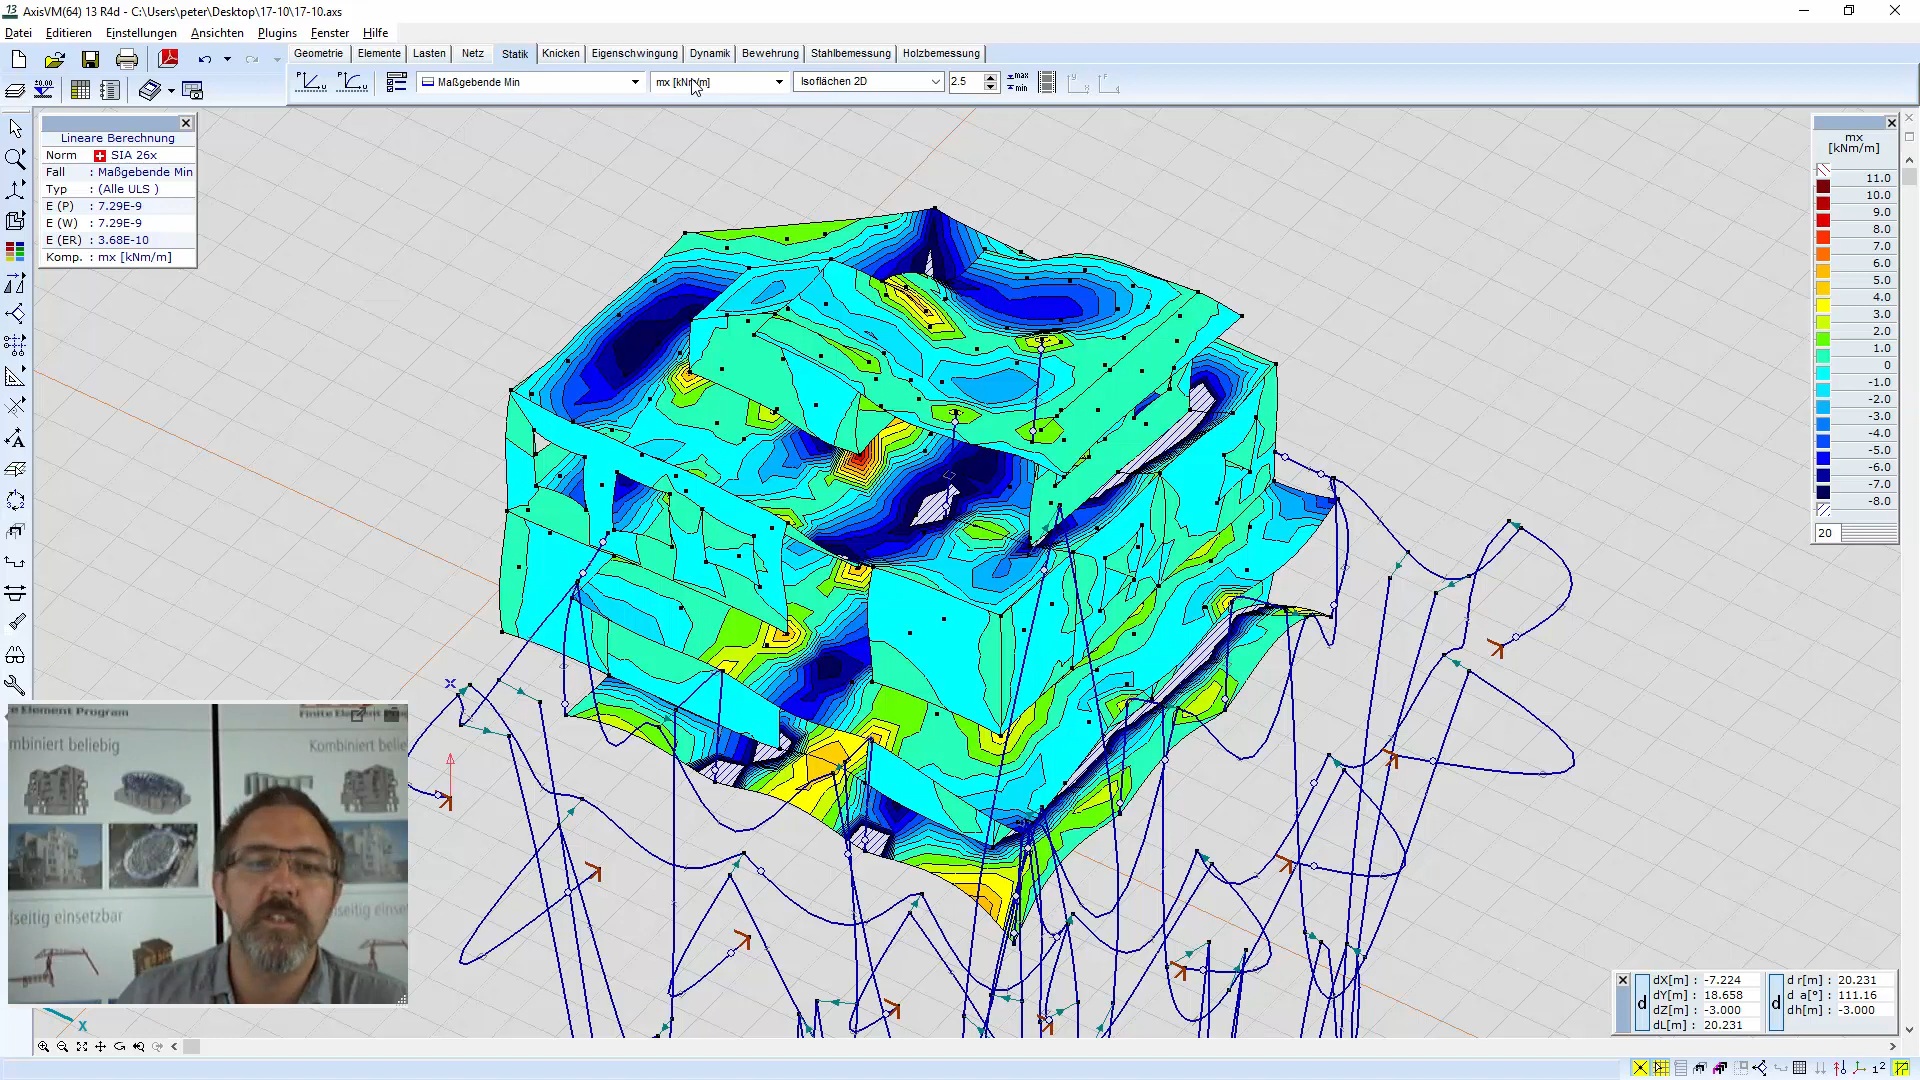 13 AxisVM(64) 13 R4d - C:\Users\peter\Desktop\17-10\17-10.axs
Datei Editieren Einstellungen Ansichten Plugins Fenster Hilfe
Geometrie Elemente Lasten Netz Statik Knicken Eigenschwingung Dynamik Bewehrung Stahlbemessung Holzbemessung
Maßgebende Min mx [kNm/m] Isoflächen 2D 2.5 max min
Lineare Berechnung
Norm SIA 26x
Fall : Maßgebende Min
Typ : (Alle ULS )
E (P) : 7.29E-9
E (W) : 7.29E-9
E (ER) : 3.68E-10
Komp. : mx [kNm/m]
mx
[kNm/m]
11.0
10.0
9.0
8.0
7.0
6.0
5.0
4.0
3.0
2.0
1.0
0
-1.0
-2.0
-3.0
-4.0
-5.0
-6.0
-7.0
-8.0
20
te Element Program
mbiniert beliebig
Kombiniert belie
lseitig einsetzbar
lseitig einse
X
d
dX[m] : -7.224
dY[m] : 18.658
dZ[m] : -3.000
dL[m] : 20.231
d
d r[m] : 20.231
d a[°] : 111.16
dh[m] : -3.000